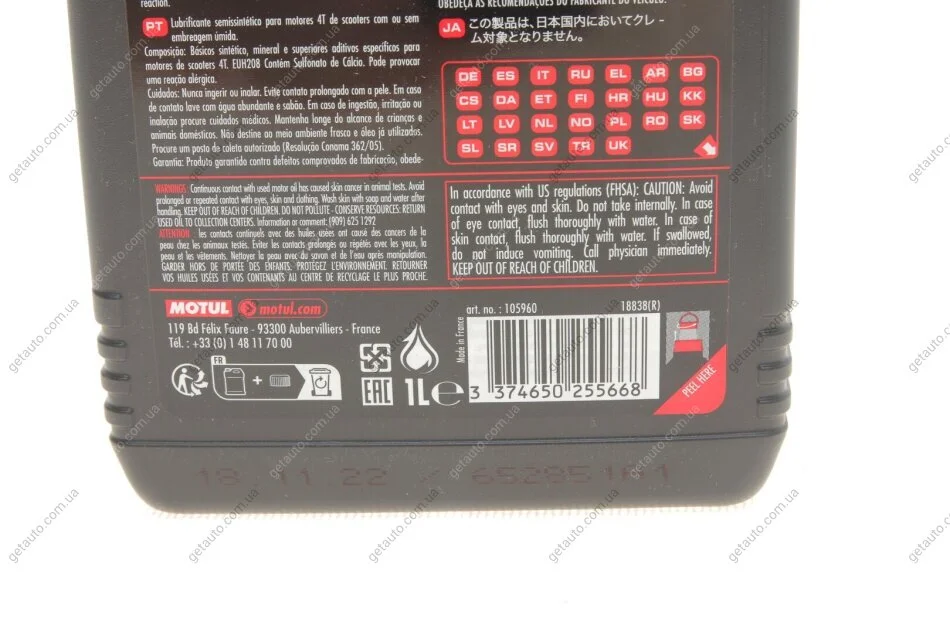 reaction.
PT Lubrificante semissintético para motores 4T de scooters com ou sem
embreagem úmida.
Composição: Básicos sintético, mineral e superiores aditivos específicos para
motores de scooters 4T. EUH208 Contém Sulfonato de Cálcio. Pode provocar
uma reação alérgica.
Cuidados: Nunca ingerir ou inalar. Evite contato prolongado com a pele. Em caso
de contato lave com água abundante e sabão. Em caso de ingestão, irritação ou
inalação procure cuidados médicos. Mantenha longe do alcance de crianças e
animais domésticos. Não destine ao meio ambiente frasco e óleo já utilizados.
Procure um posto de coleta autorizado (Resolução Conama 362/05).
Garantia: Produto garantido contra defeitos comprovados de fabricação, obede-
OBEDEÇA AS RECOMENDAÇÕES DO FABRICANTE DO VEÍCULO.
JA この製品は、日本国内においてクレ-
ーム対象となりません。
DE ES IT RU EL AR BG
CS DA ET FI HR HU KK
LT LV NL NO PL RO SK
SL SR SV TR UK
WARNINGS: Continuous contact with used motor oil has caused skin cancer in animal tests. Avoid
prolonged or repeated contact with eyes, skin and clothing. Wash skin with soap and water after
handling. KEEP OUT OF REACH OF CHILDREN. DO NOT POLLUTE - CONSERVE RESOURCES: RETURN
USED OIL TO COLLECTION CENTERS. Information or comment: (909) 625 1292
ATTENTION : les contacts continuels avec des huiles usées ont causé des cancers de la
peau chez les animaux testés. Eviter les contacts prolongés ou répétés avec les yeux, la
peau et les vêtements. Nettoyer la peau avec du savon et de l'eau après manipulation.
GARDER HORS DE PORTÉE DES ENFANTS. PROTÉGEZ L'ENVIRONNEMENT. RETOURNER
VOS HUILES USÉES ET VOS CONTENANTS AU CENTRE DE RECYCLAGE LE PLUS PROCHE.
In accordance with US regulations (FHSA): CAUTION: Avoid
contact with eyes and skin. Do not take internally. In case
of eye contact, flush thoroughly with water. In case of
skin contact, flush thoroughly with water. If swallowed,
do not induce vomiting. Call physician immediately.
KEEP OUT OF REACH OF CHILDREN.
MOTUL motul.com
119 Bd Félix Faure - 93300 Aubervilliers - France
Tél. : +33 (0) 1 48 11 70 00
FR
+
EAC
1L e
Made in France
art. no. : 105960 18838(R)
3 374650 255668
PEEL HERE
18.11.22
getauto.com.ua